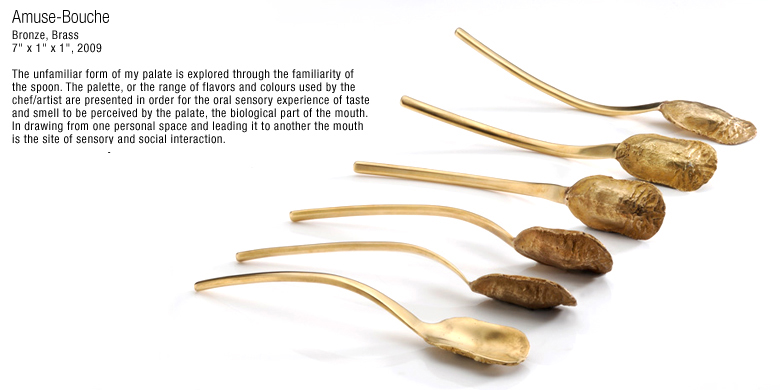 Amuse-Bouche
Bronze, Brass
7" x 1" x 1", 2009
The unfamiliar form of my palate is explored through the familiarity of
the spoon. The palette, or the range of flavors and colours used by the
chef/artist are presented in order for the oral sensory experience of taste
and smell to be perceived by the palate, the biological part of the mouth.
In drawing from one personal space and leading it to another the mouth
is the site of sensory and social interaction.